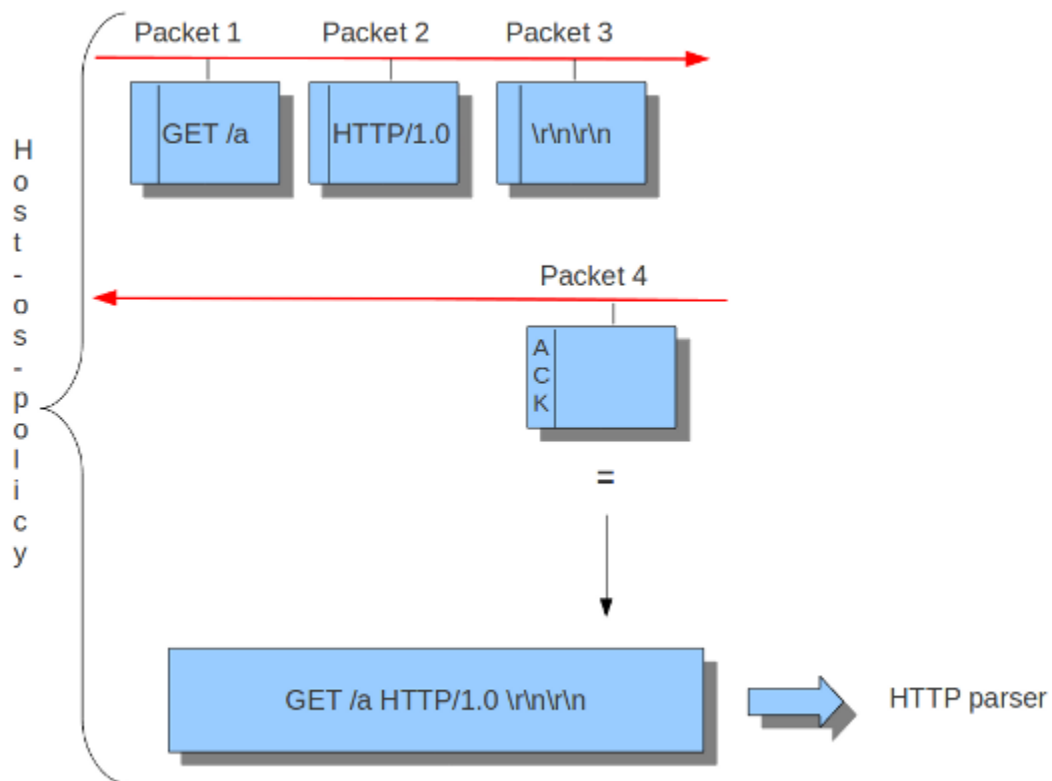 Packet 1
Packet 2
Packet 3
GET /a
HTTP/1.0
\r\n\r\n
Host-os-policy
Packet 4
ACK
=
GET /a HTTP/1.0 \r\n\r\n
HTTP parser